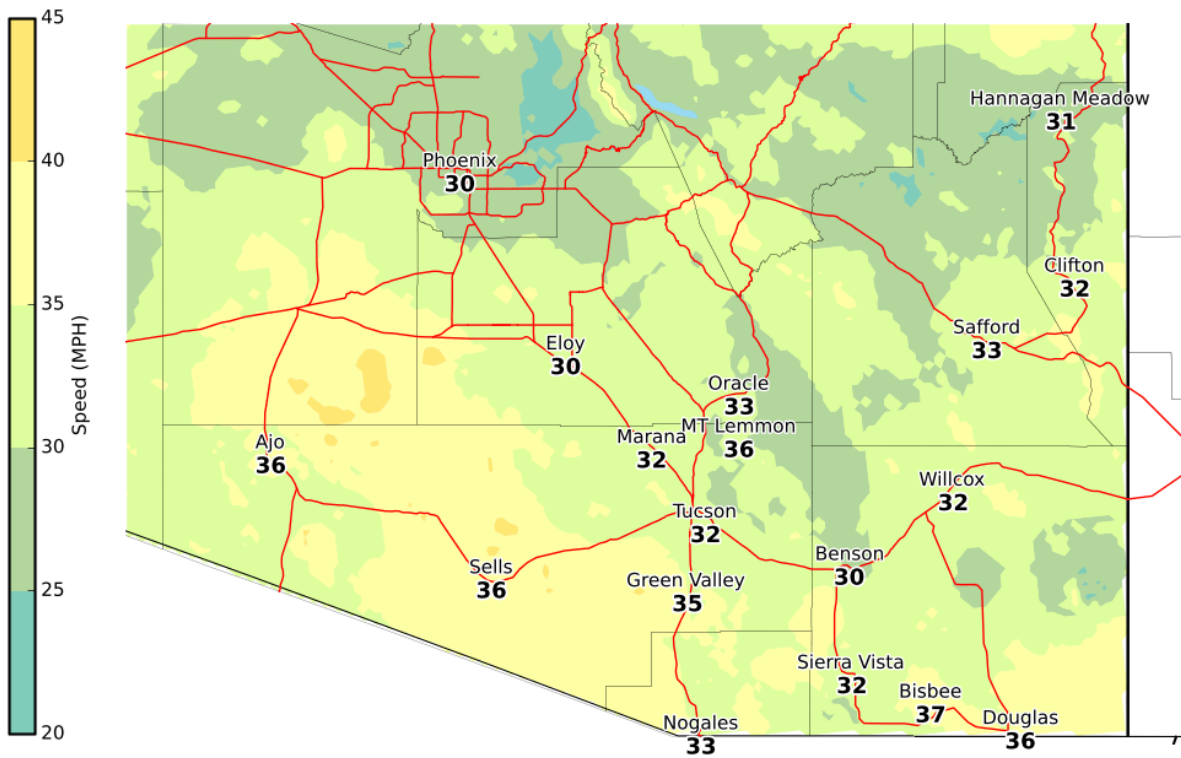 45
40
35
30
25
20
Speed (MPH)
Hannagan Meadow
31
Phoenix
30
Clifton
32
Safford
33
Eloy
30
Oracle
33
MT Lemmon
36
Marana
32
Ajo
36
Willcox
32
Tucson
32
Benson
30
Sells
36
Green Valley
35
Sierra Vista
32
Bisbee
37
Douglas
36
Nogales
33